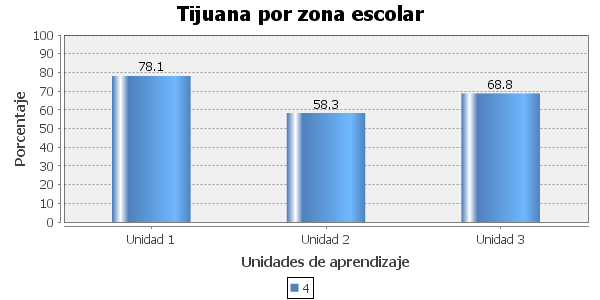 Tijuana por zona escolar
Porcentaje
100
90
80
70
60
50
40
30
20
10
0
78.1
58.3
68.8
Unidad 1
Unidad 2
Unidad 3
Unidades de aprendizaje
4